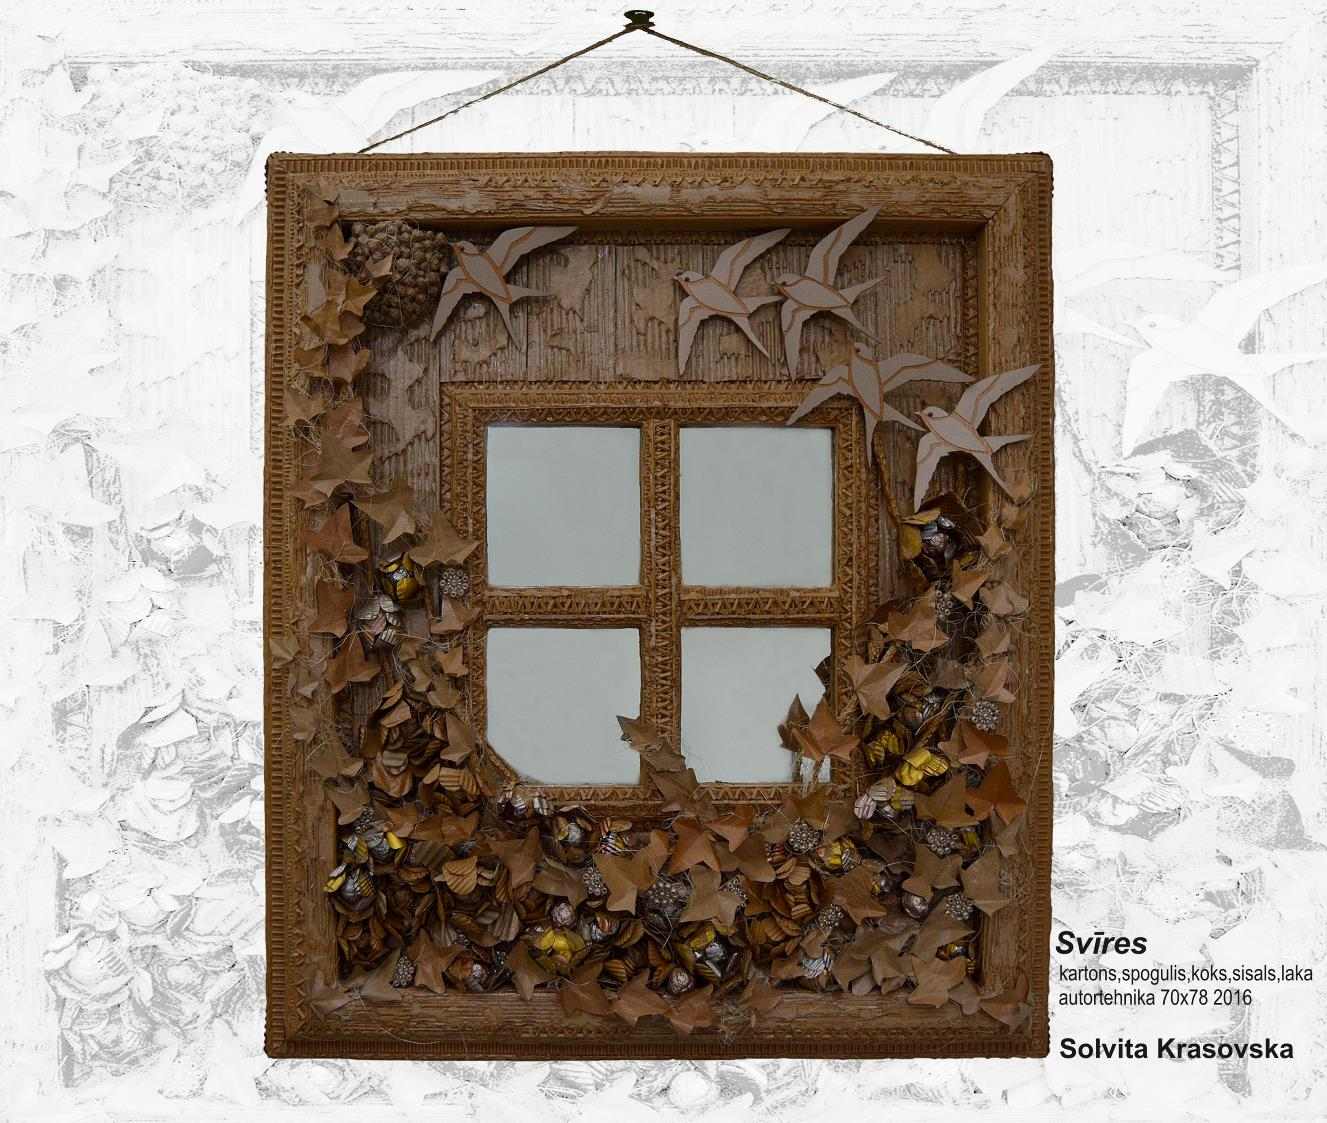 Svīres
kartons,spogulis,koks,sisals,laka
autortehnika 70x78 2016
Solvita Krasovska